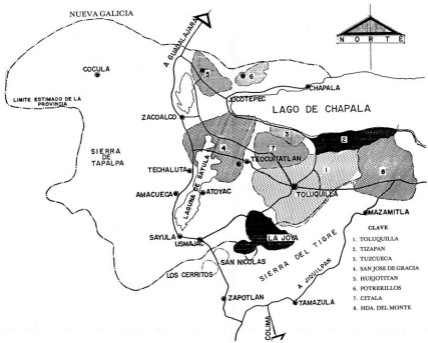 NUEVA GALICIA
A GUADALAJARA
NORTE
COCULA
5
6
CHAPALA
LIMITE ESTIMADO DE LA
PROVINCIA
JOCOTEPEC
LAGO DE CHAPALA
ZACOALCO
SIERRA
DE
TAPALPA
3
2
4
7
TEOCUITATLAN
TECHALUTA
1
8
LAGUNA DE SAYULA
AMACUECA
ATOYAC
TOLUQUILLA
MAZAMITLA
SAYULA
USMAJAC
LA JOYA
SIERRA DEL TIGRE
CLAVE
1. TOLUQUILLA
2. TIZAPAN
3. TUZCUECA
4. SAN JOSE DE GRACIA
5. HUEJOTITAN
6. POTRERILLOS
7. CITALA
8. HDA. DEL MONTE
SAN NICOLAS
LOS CERRITOS
A JIQUILPAN
ZAPOTLAN
TAMAZULA
COLIMA